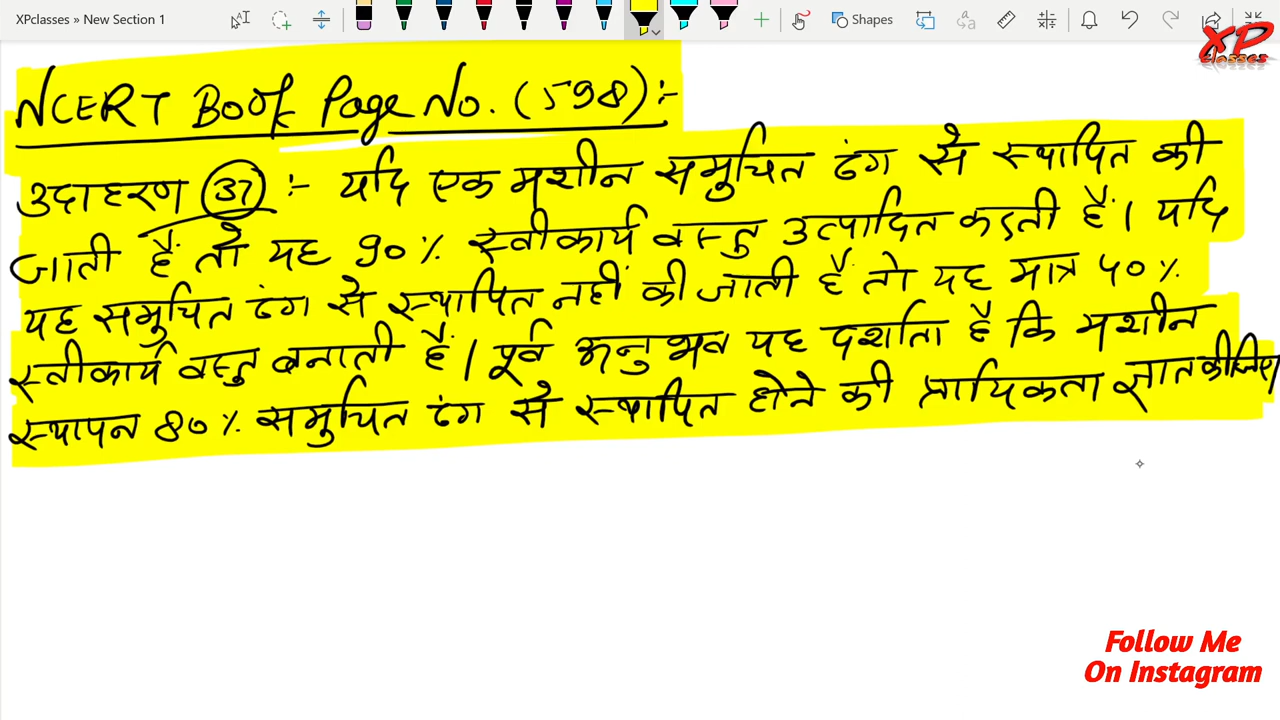 XPclasses » New Section 1
Shapes
XP
classes
NCERT Book Page No. (598):-
उदाहरण (37) :- यदि एक मशीन समुचित ढंग से स्थापित की
जाती है तो यह 90% स्वीकार्य वस्तु उत्पादित करती है। यदि
यह समुचित ढंग से स्थापित नहीं की जाती है तो यह मात्र 40%
स्वीकार्य वस्तु बनाती है। पूर्व अनुभव यह दर्शाता है कि मशीन
स्थापन 80% समुचित ढंग से स्थापित होने की प्रायिकता ज्ञात कीजिए
Follow Me
On Instagram